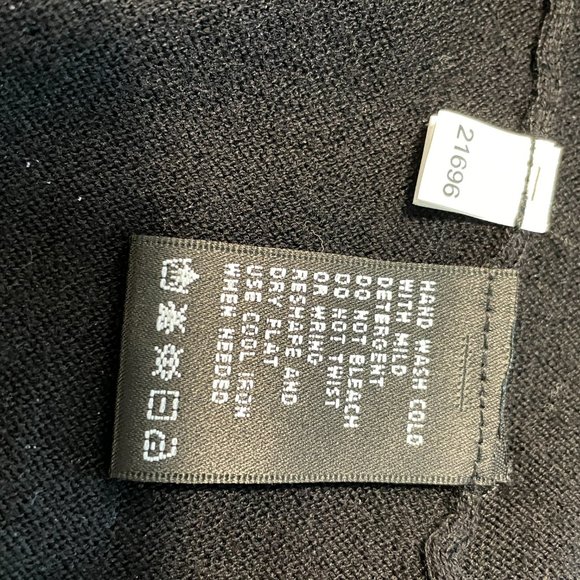 21696
HAND WASH COLD
WITH MILD
DETERGENT
DO NOT BLEACH
DO NOT TWIST
OR WRING
RESHAPE AND
DRY FLAT
USE COOL IRON
WHEN NEEDED